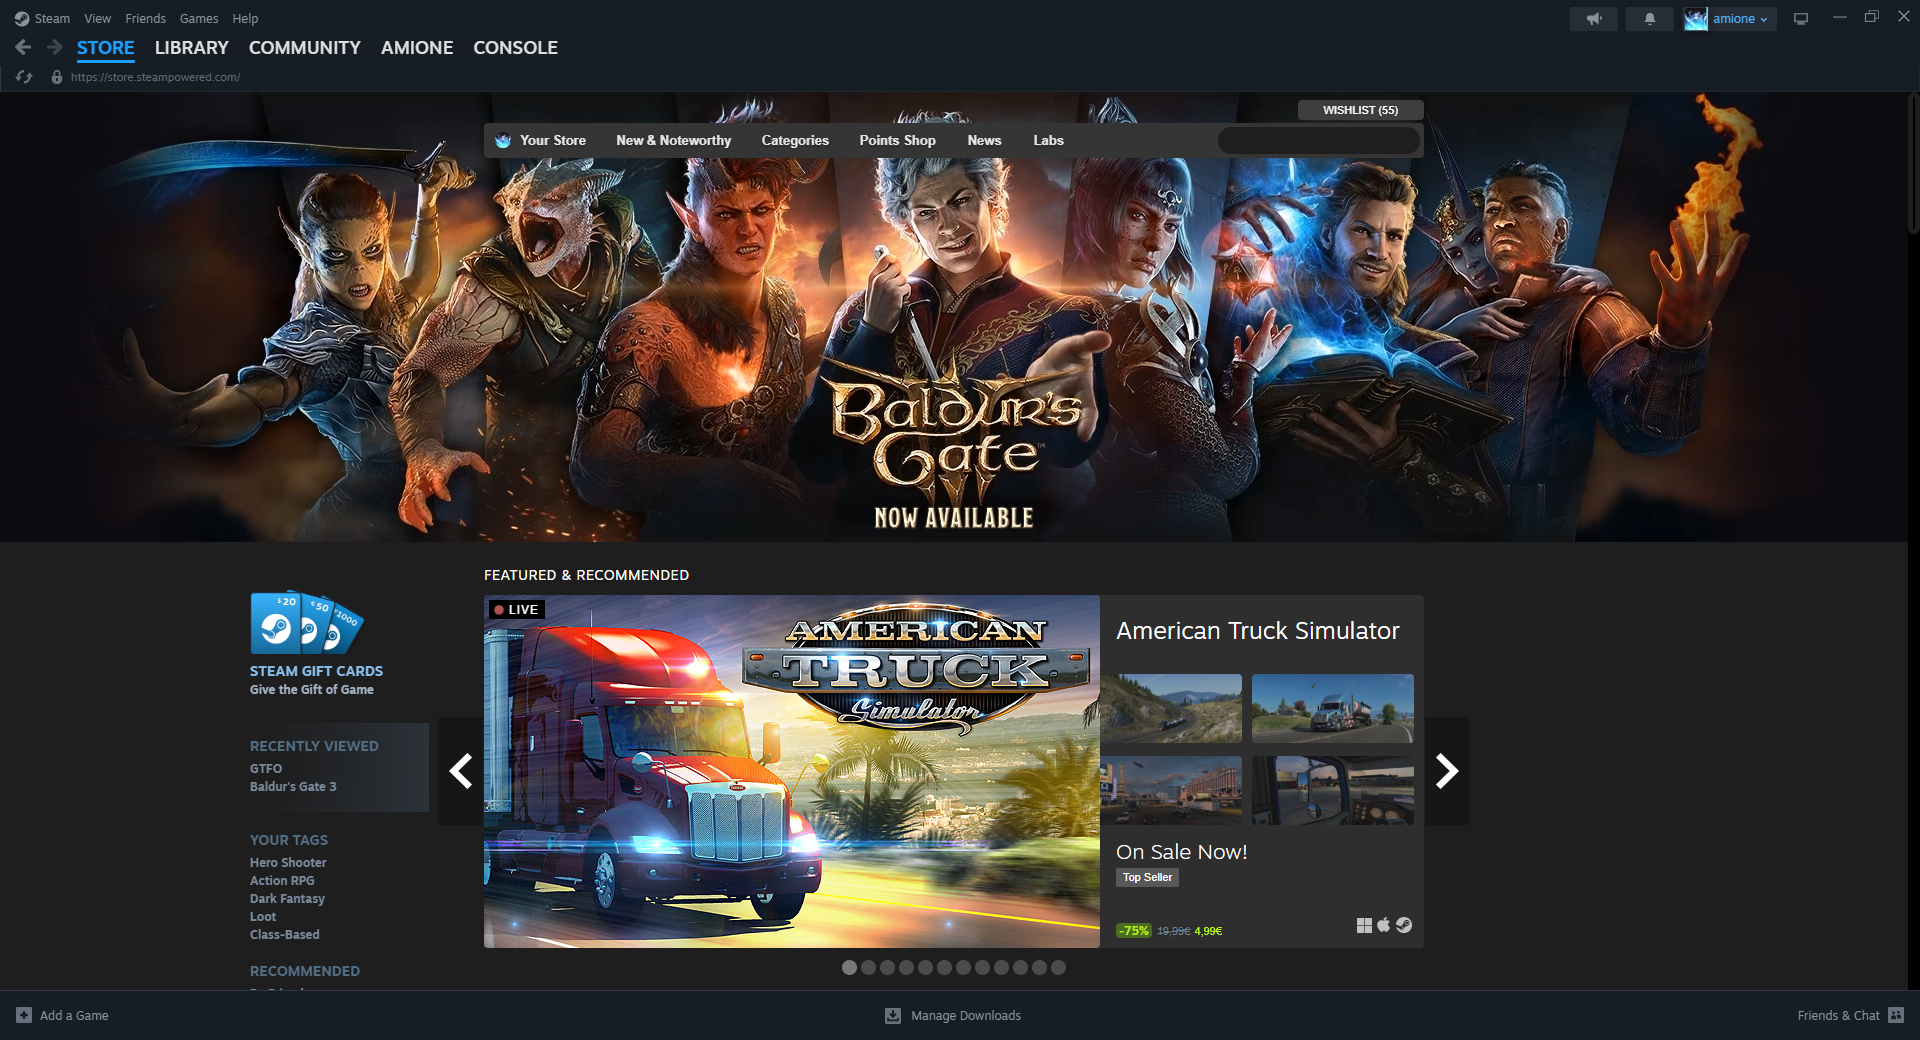 Steam View Friends Games Help
amione
STORE LIBRARY COMMUNITY AMIONE CONSOLE
https://store.steampowered.com/
WISHLIST (55)
Your Store New & Noteworthy Categories Points Shop News Labs
BALDUR'S
GATE™
III
NOW AVAILABLE
FEATURED & RECOMMENDED
$20 €50 ¥1000
STEAM GIFT CARDS
Give the Gift of Game
RECENTLY VIEWED
GTFO
Baldur's Gate 3
YOUR TAGS
Hero Shooter
Action RPG
Dark Fantasy
Loot
Class-Based
RECOMMENDED
LIVE
AMERICAN
TRUCK
Simulator
American Truck Simulator
On Sale Now!
Top Seller
-75% 19,99€ 4,99€
Add a Game
Manage Downloads
Friends & Chat